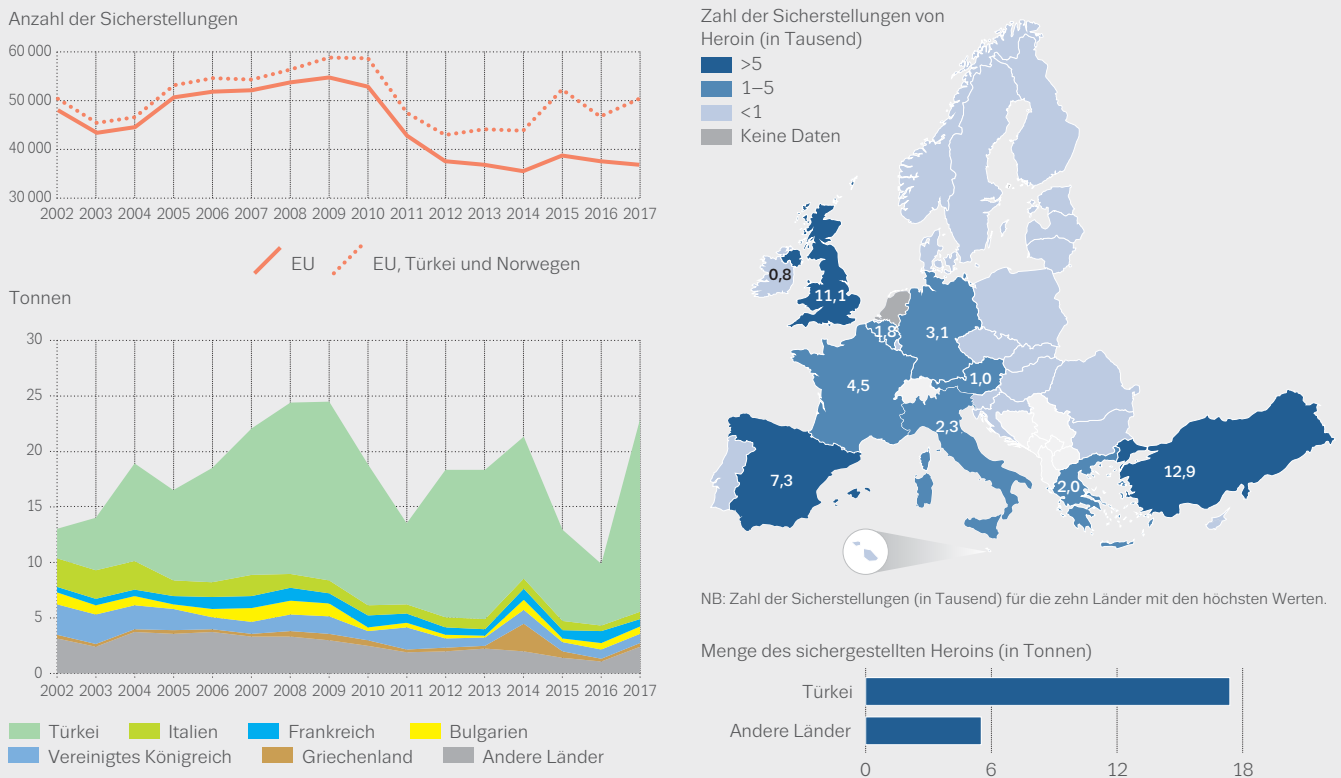 Anzahl der Sicherstellungen
60 000
50 000
40 000
30 000
2002 2003 2004 2005 2006 2007 2008 2009 2010 2011 2012 2013 2014 2015 2016 2017
EU
EU, Türkei und Norwegen
Tonnen
30
25
20
15
10
5
0
2002 2003 2004 2005 2006 2007 2008 2009 2010 2011 2012 2013 2014 2015 2016 2017
Türkei
Italien
Frankreich
Bulgarien
Vereinigtes Königreich
Griechenland
Andere Länder
Zahl der Sicherstellungen von
Heroin (in Tausend)
>5
1–5
<1
Keine Daten
0,8
11,1
1,8
3,1
4,5
1,0
2,3
7,3
2,0
12,9
NB: Zahl der Sicherstellungen (in Tausend) für die zehn Länder mit den höchsten Werten.
Menge des sichergestellten Heroins (in Tonnen)
Türkei
Andere Länder
0 6 12 18